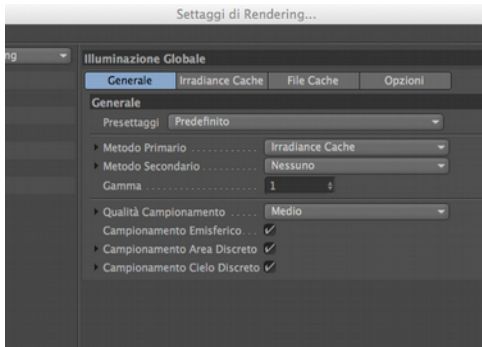 Settaggi di Rendering...
ng
Illuminazione Globale
Generale Irradiance Cache File Cache Opzioni
Generale
Presettaggi Predefinito
Metodo Primario ............ Irradiance Cache
Metodo Secondario ......... Nessuno
Gamma .................... 1
Qualità Campionamento ..... Medio
Campionamento Emisferico...
Campionamento Area Discreto
Campionamento Cielo Discreto